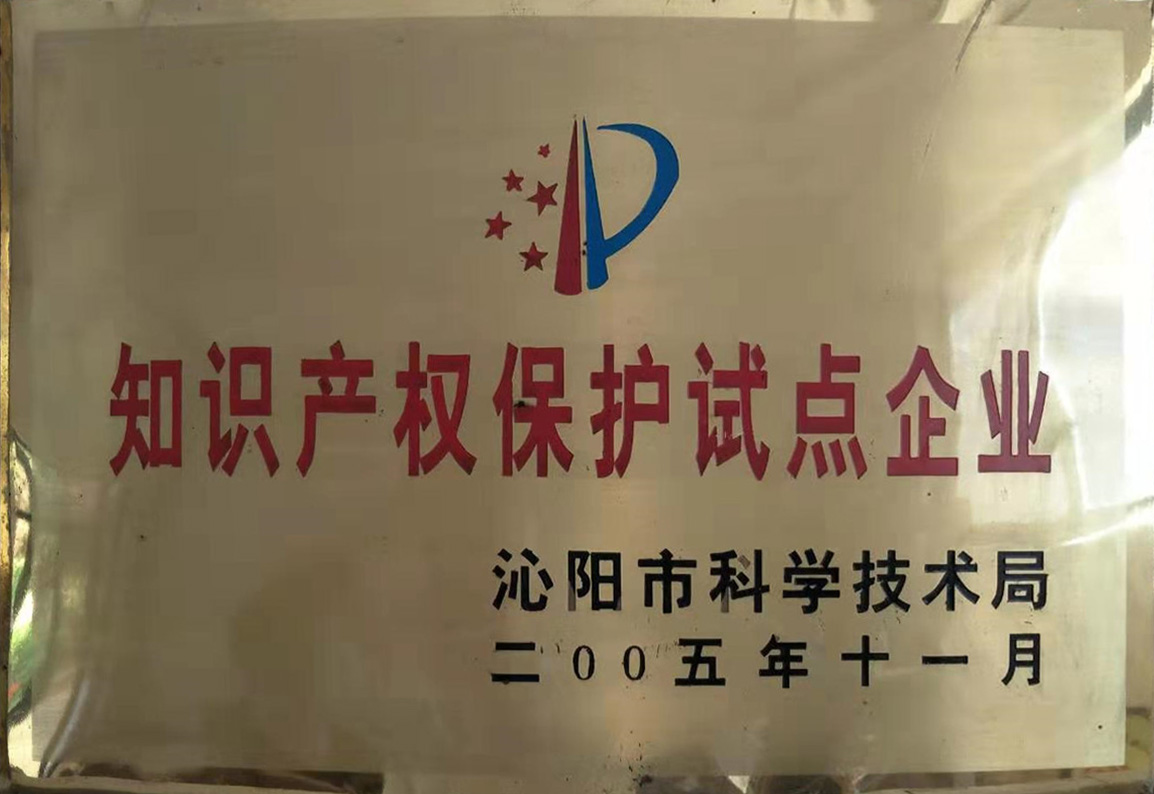 知识产权保护试点企业
沁阳市科学技术局
二00五年十一月